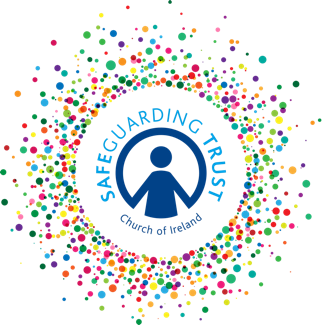 SAFEGUARDING TRUST
Church of Ireland